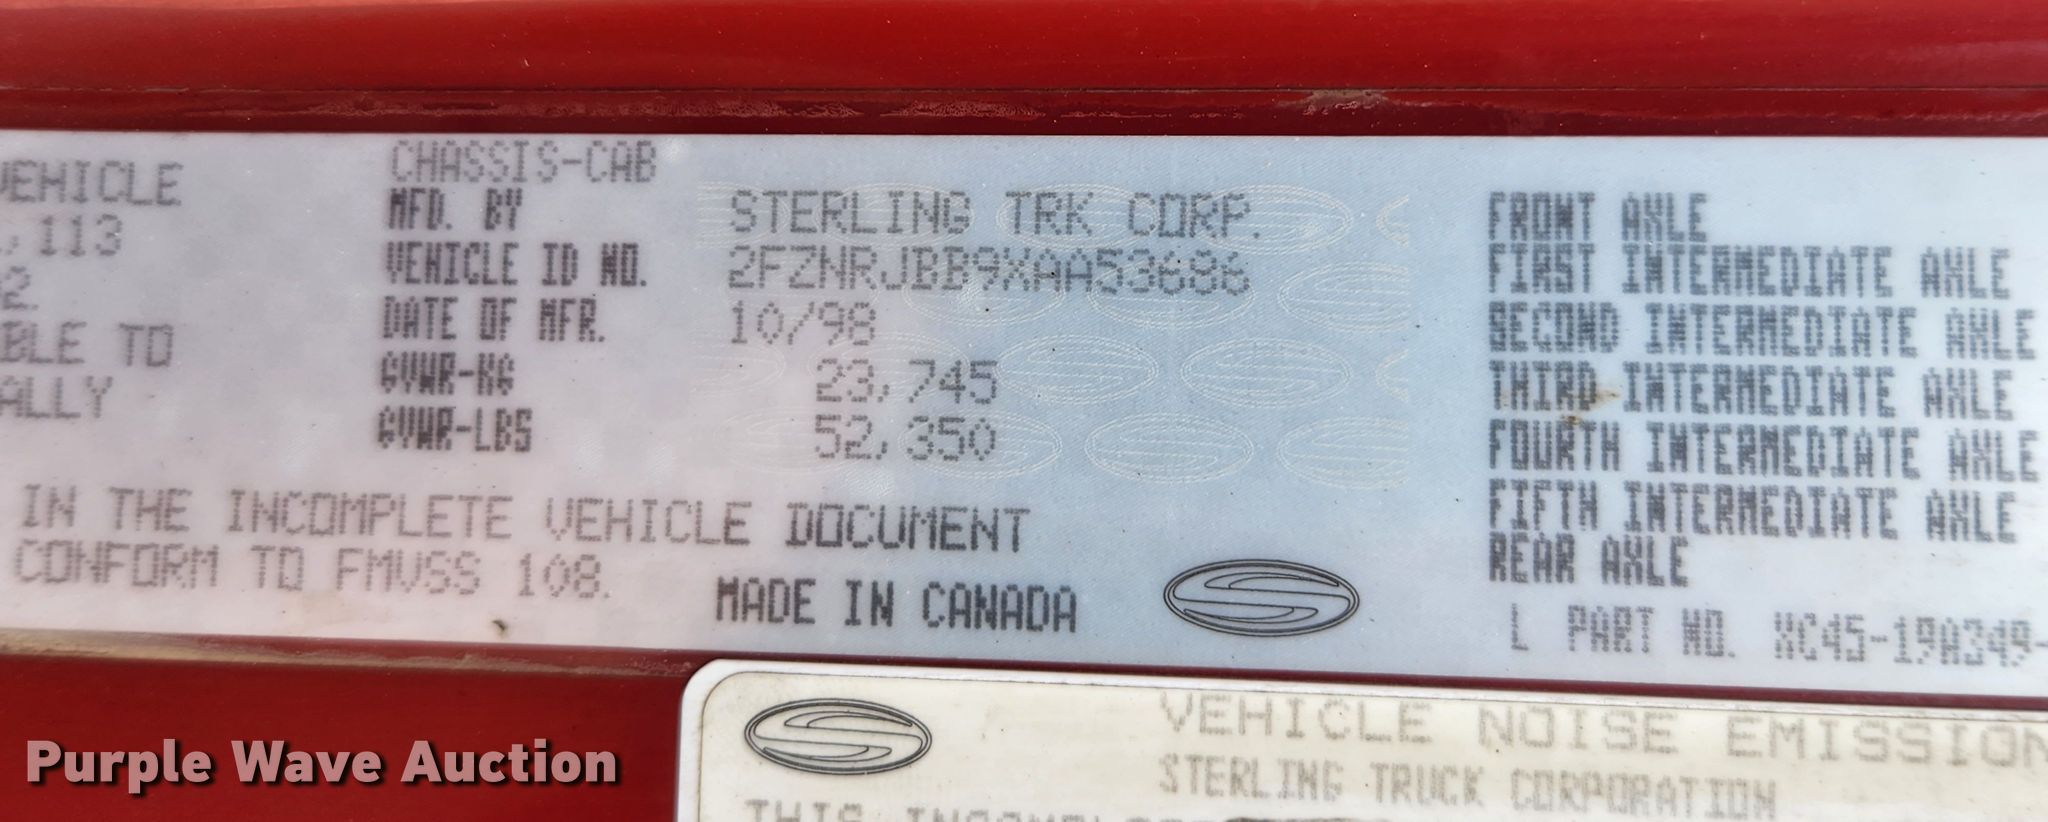 VEHICLE
113
2
BLE TO
ALLY
CHASSIS-CAB
MFD. BY STERLING TRK CORP.
VEHICLE ID NO. 2FZNRJBB9XAA53686
DATE OF MFR. 10/98
GVWR-KG 23,745
GVWR-LBS 52,350
IN THE INCOMPLETE VEHICLE DOCUMENT
CONFORM TO FMVSS 108.
MADE IN CANADA
FRONT AXLE
FIRST INTERMEDIATE AXLE
SECOND INTERMEDIATE AXLE
THIRD INTERMEDIATE AXLE
FOURTH INTERMEDIATE AXLE
FIFTH INTERMEDIATE AXLE
REAR AXLE
L PART NO. XC45-19A349-
VEHICLE NOISE EMISSION
STERLING TRUCK CORPORATION
THIS
Purple Wave Auction